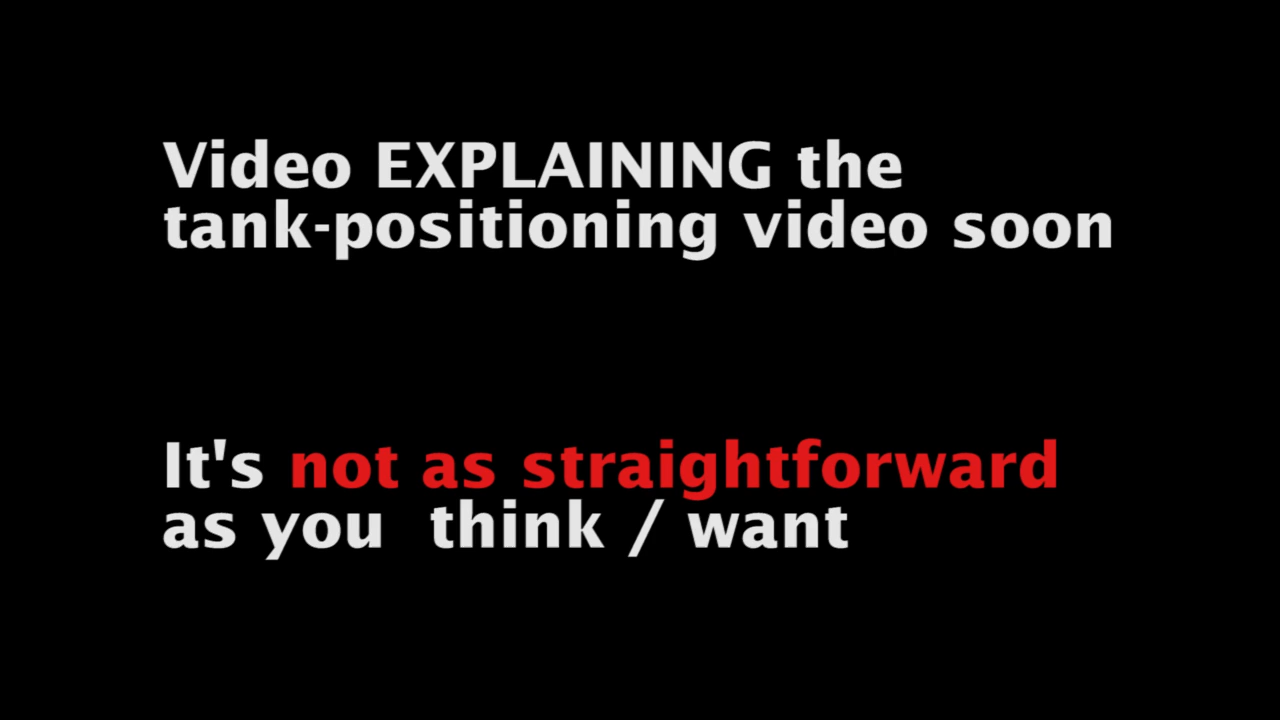 Video EXPLAINING the
tank-positioning video soon
It's not as straightforward
as you  think / want